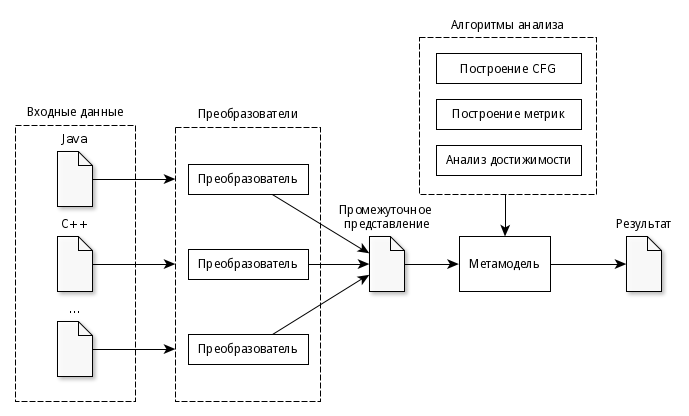 Алгоритмы анализа
Построение CFG
Построение метрик
Анализ достижимости
Входные данные
Java
C++
...
Преобразователи
Преобразователь
Преобразователь
Преобразователь
Промежуточное
представление
Метамодель
Результат